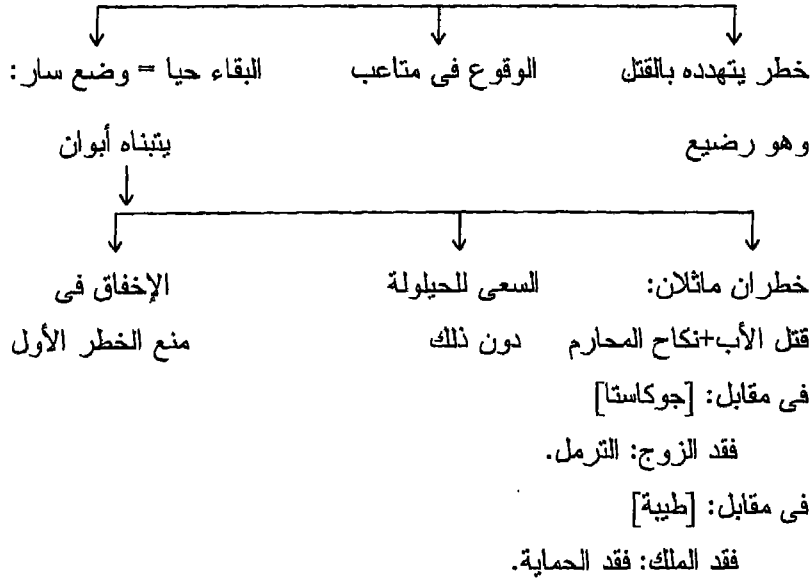 خطر يتهدده بالقتل الوقوع فى متاعب البقاء حيا = وضع سار:
وهو رضيع يتبناه أبوان
خطران ماثلان: السعى للحيلولة الإخفاق فى
قتل الأب+نكاح المحارم دون ذلك منع الخطر الأول
فى مقابل: [جوكاستا]
فقد الزوج: الترمل.
فى مقابل: [طيبة]
فقد الملك: فقد الحماية.